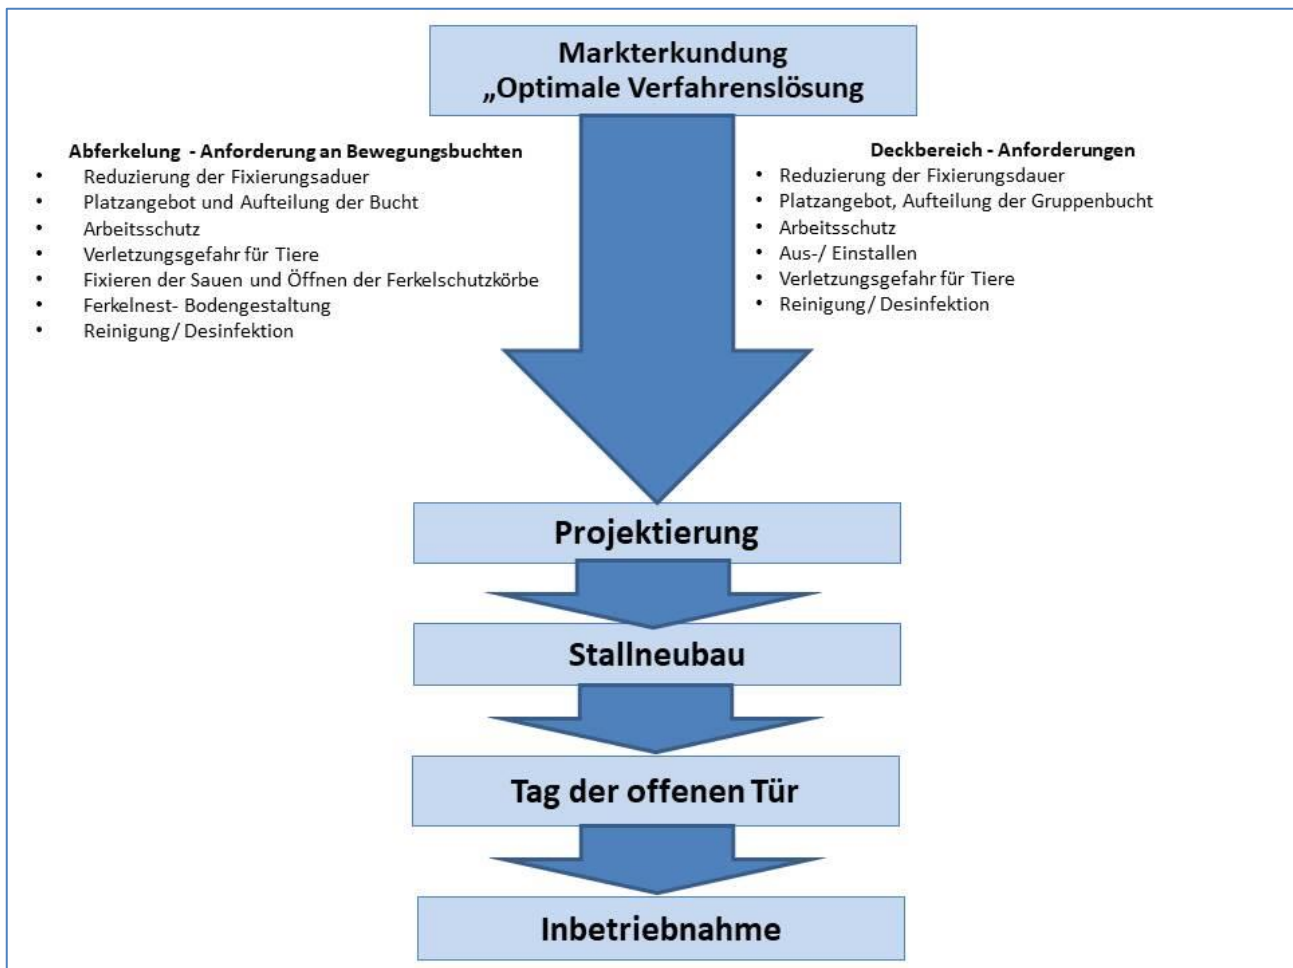 Markterkundung
„Optimale Verfahrenslösung
Abferkelung - Anforderung an Bewegungsbuchten
• Reduzierung der Fixierungsaduer
• Platzangebot und Aufteilung der Bucht
• Arbeitsschutz
• Verletzungsgefahr für Tiere
• Fixieren der Sauen und Öffnen der Ferkelschutzkörbe
• Ferkelnest- Bodengestaltung
• Reinigung/ Desinfektion
Deckbereich - Anforderungen
• Reduzierung der Fixierungsdauer
• Platzangebot, Aufteilung der Gruppenbucht
• Arbeitsschutz
• Aus-/ Einstallen
• Verletzungsgefahr für Tiere
• Reinigung/ Desinfektion
Projektierung
Stallneubau
Tag der offenen Tür
Inbetriebnahme